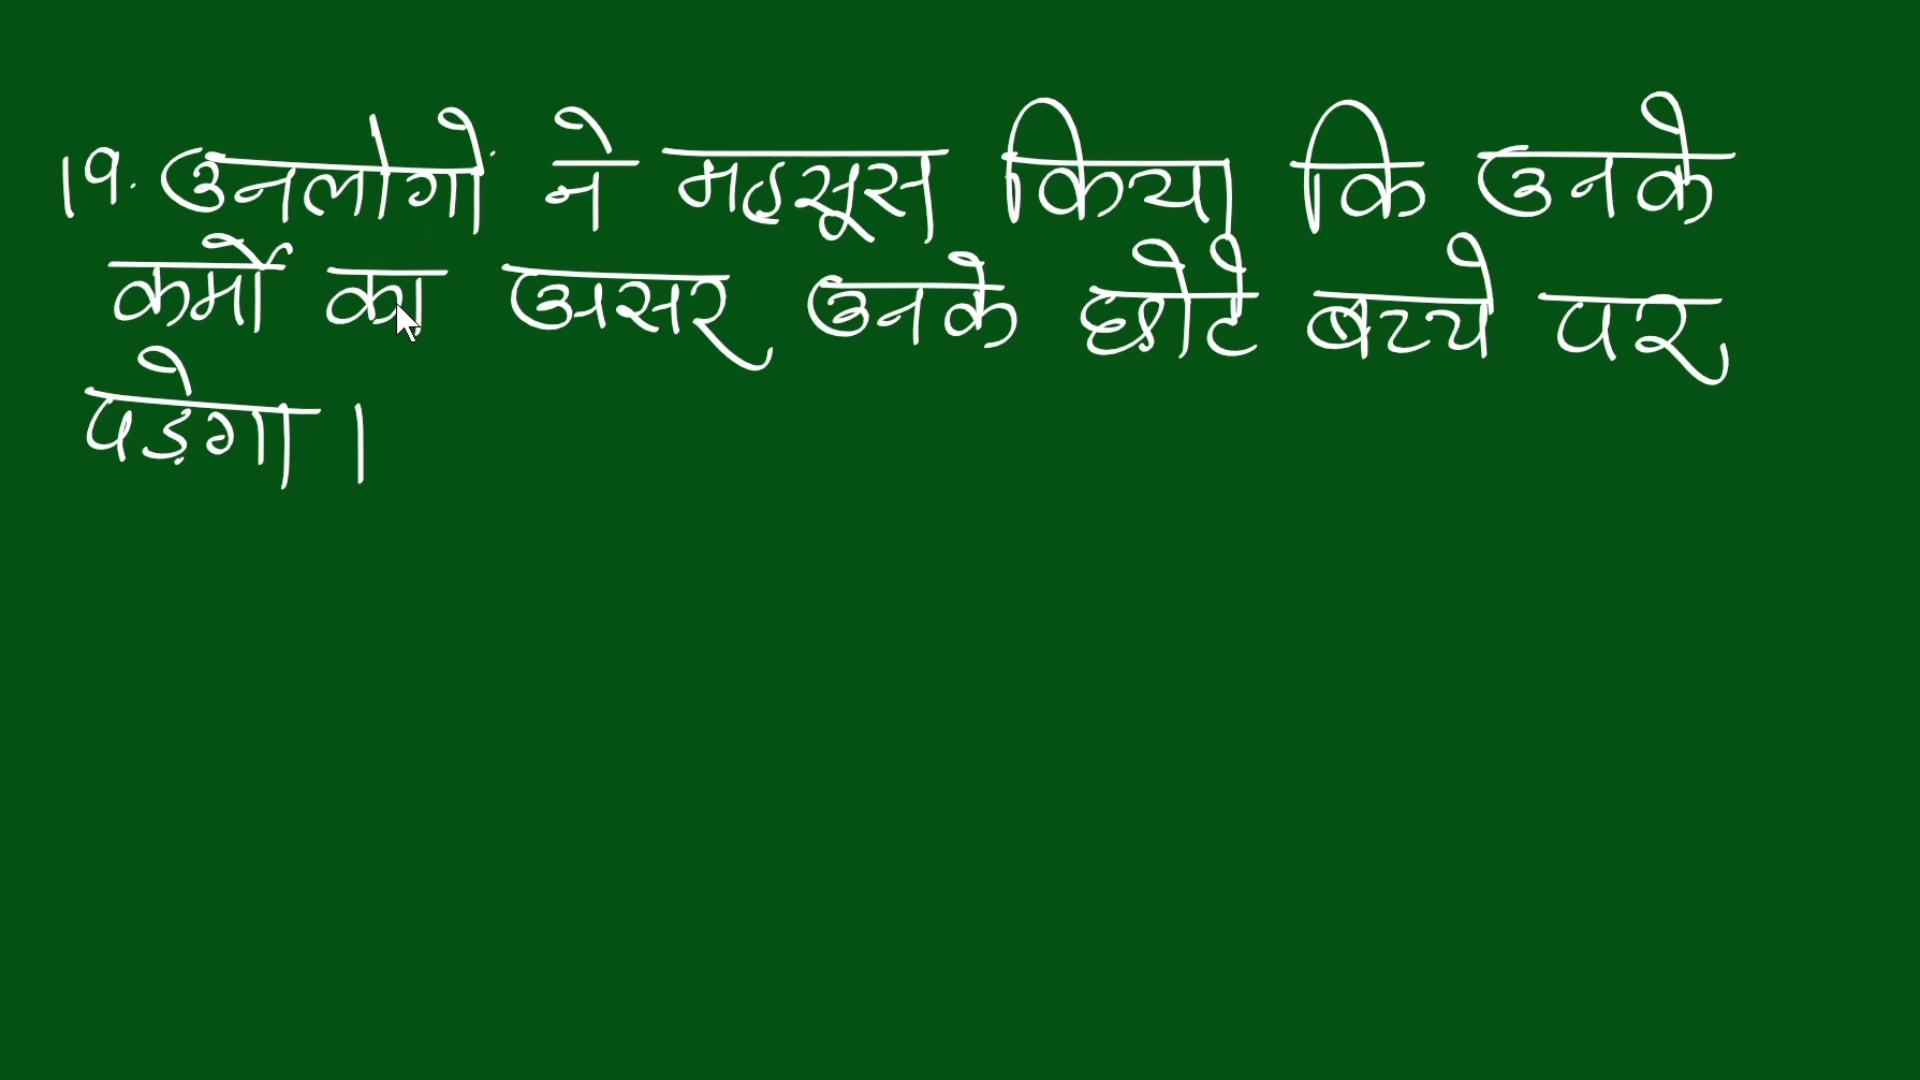 19. उनलोगों ने महसूस किया कि उनके
कर्मो का असर उनके छोटे बच्चे पर
पड़ेगा ।